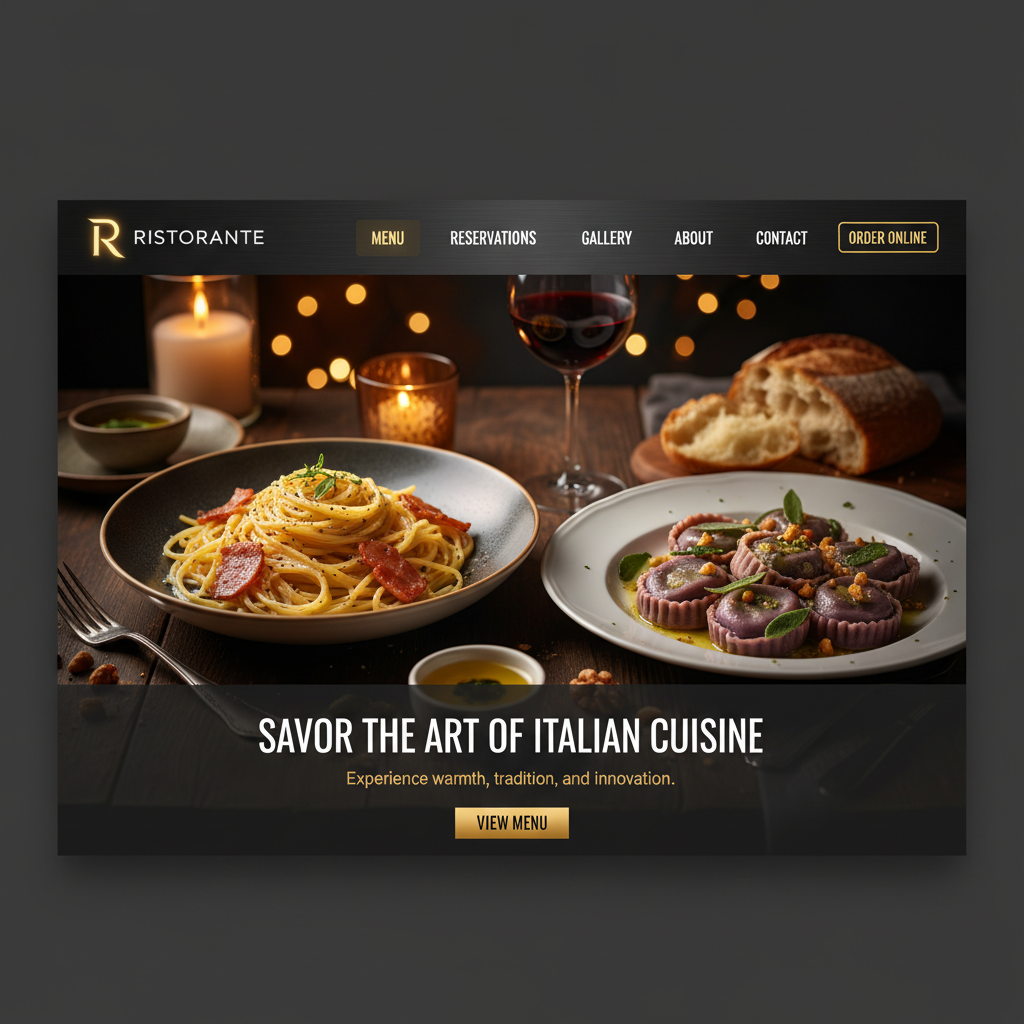 R RISTORANTE
MENU RESERVATIONS GALLERY ABOUT CONTACT ORDER ONLINE
SAVOR THE ART OF ITALIAN CUISINE
Experience warmth, tradition, and innovation.
VIEW MENU